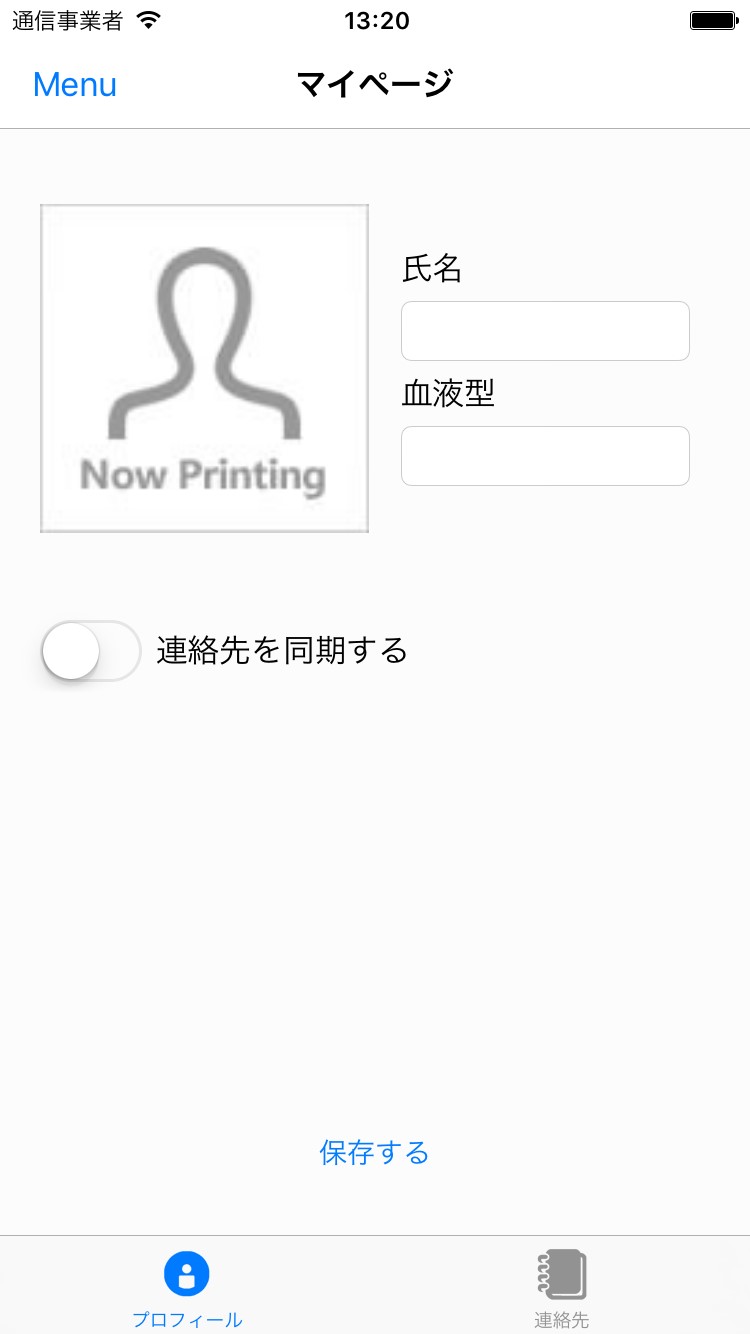 通信事業者 13:20
Menu マイページ
氏名
血液型
Now Printing
連絡先を同期する
保存する
プロフィール 連絡先